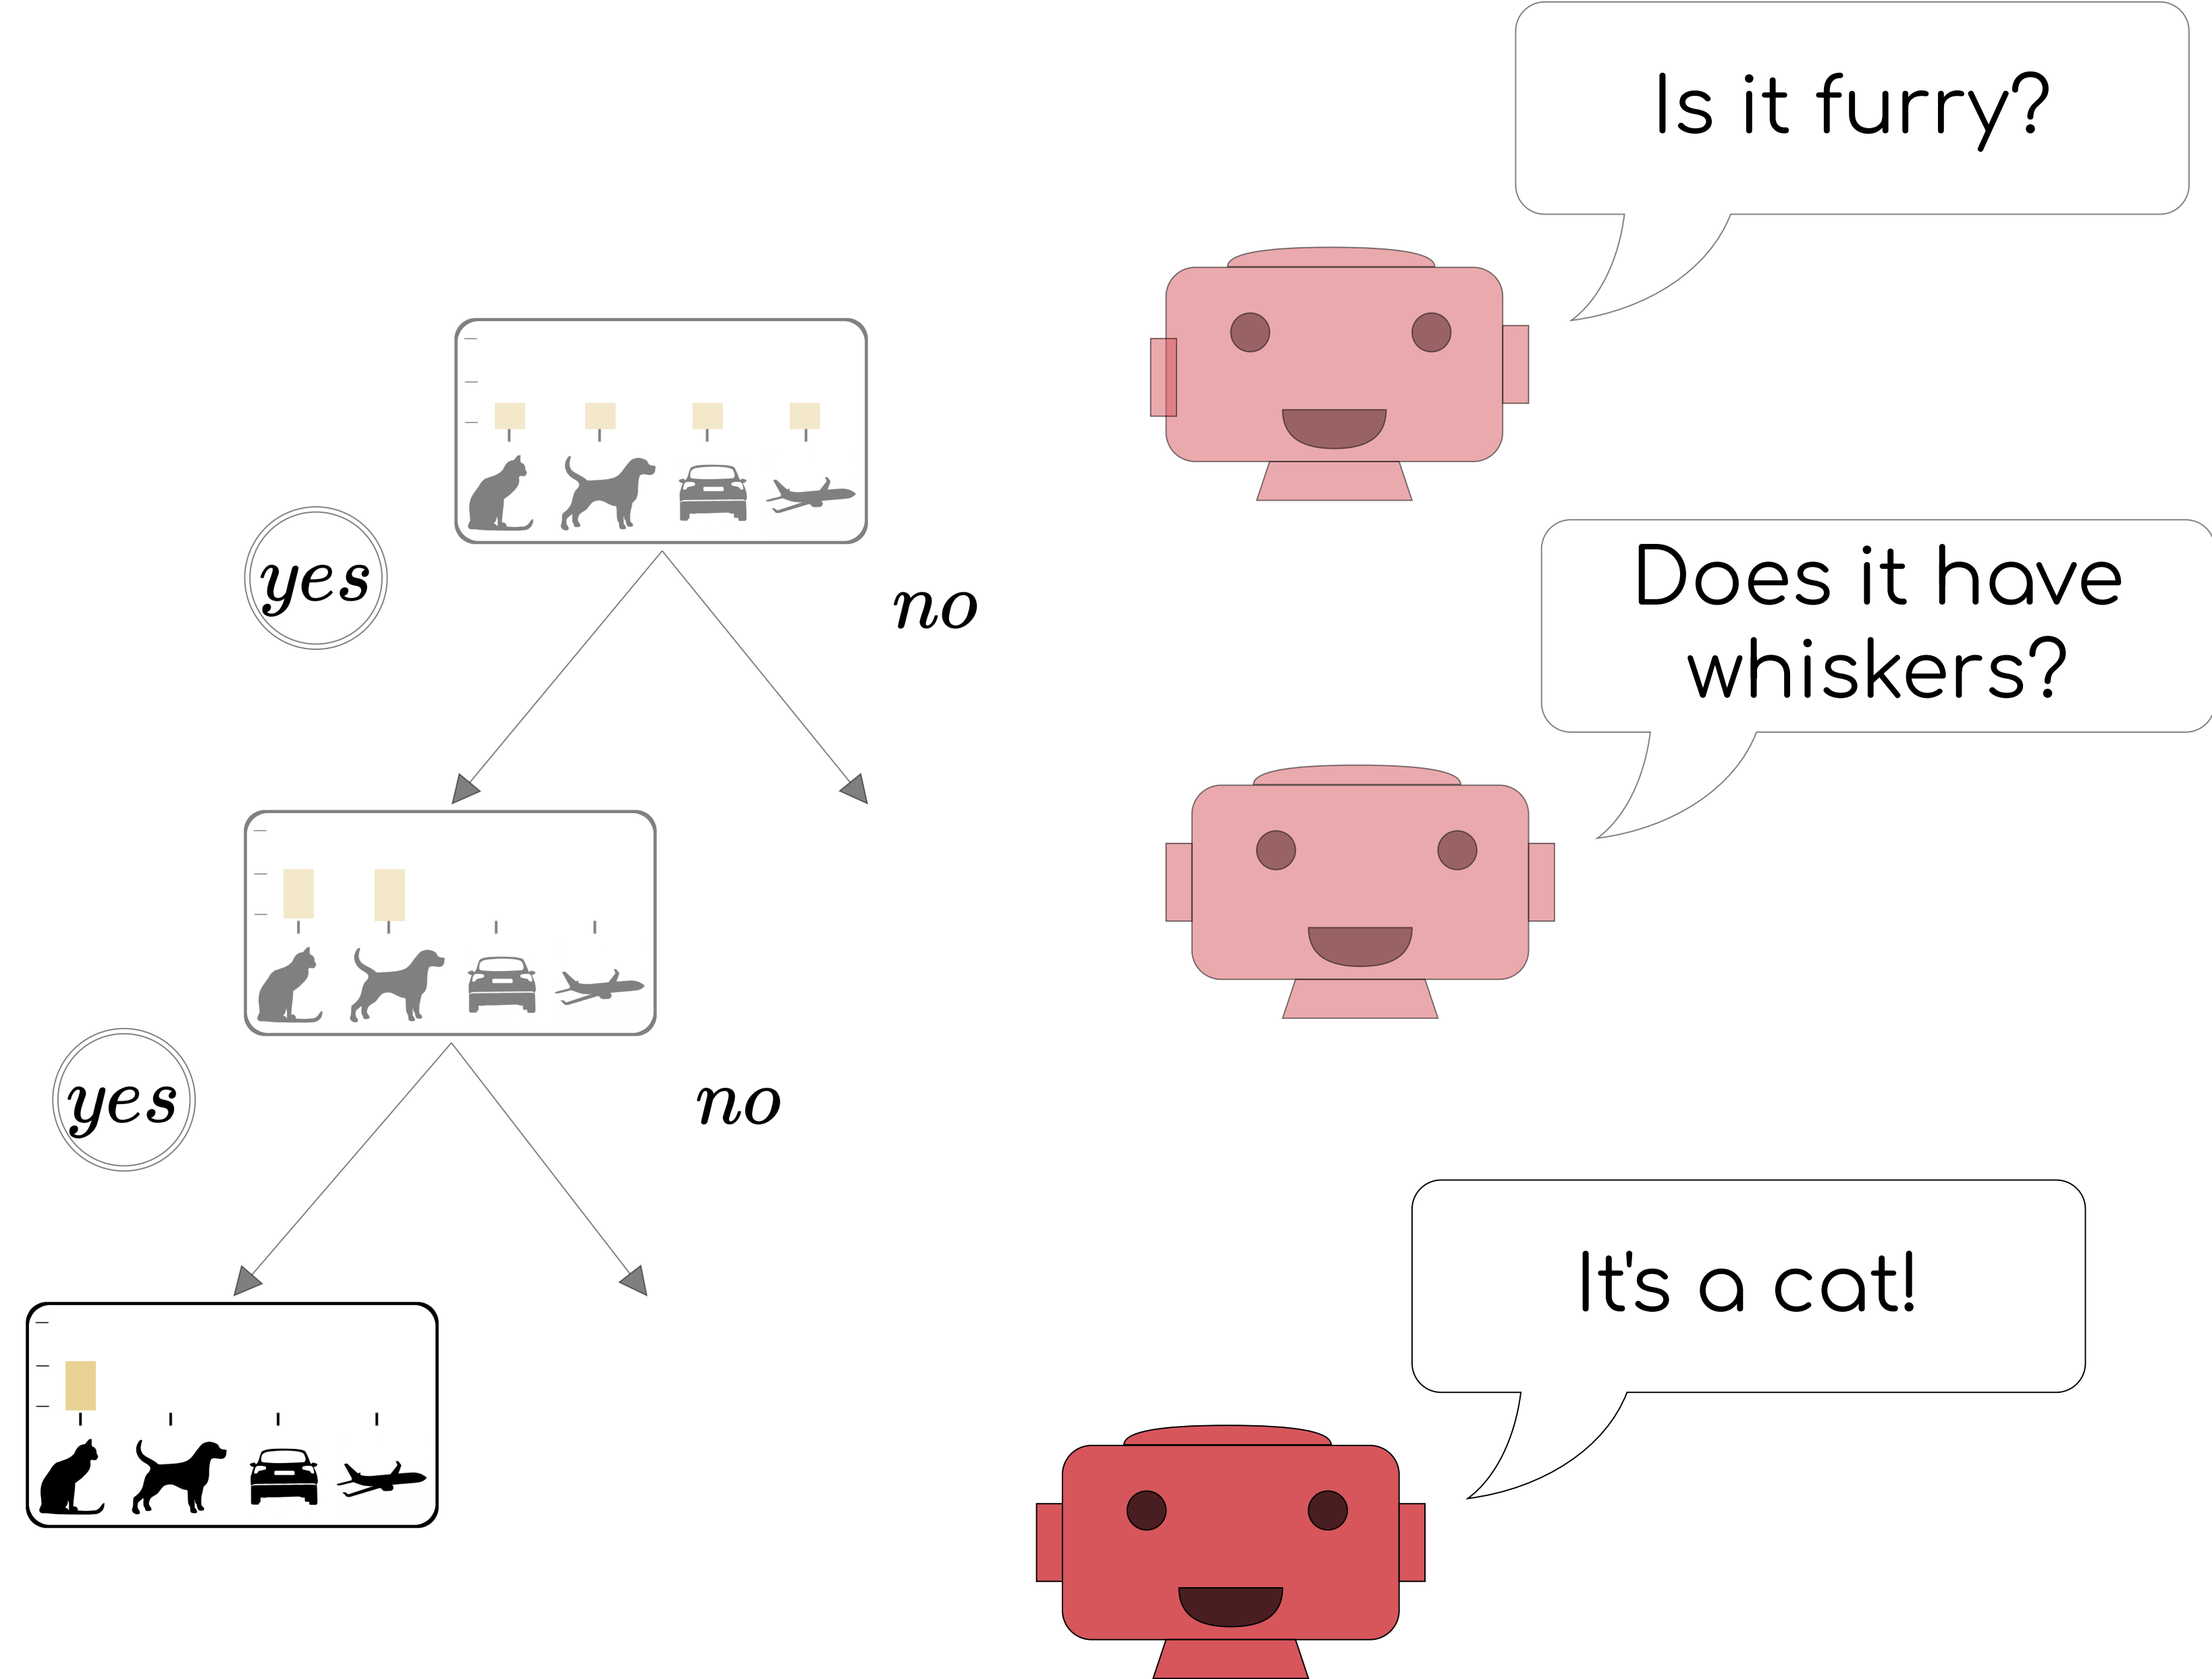 Is it furry?
yes
no
Does it have
whiskers?
yes
no
It's a cat!